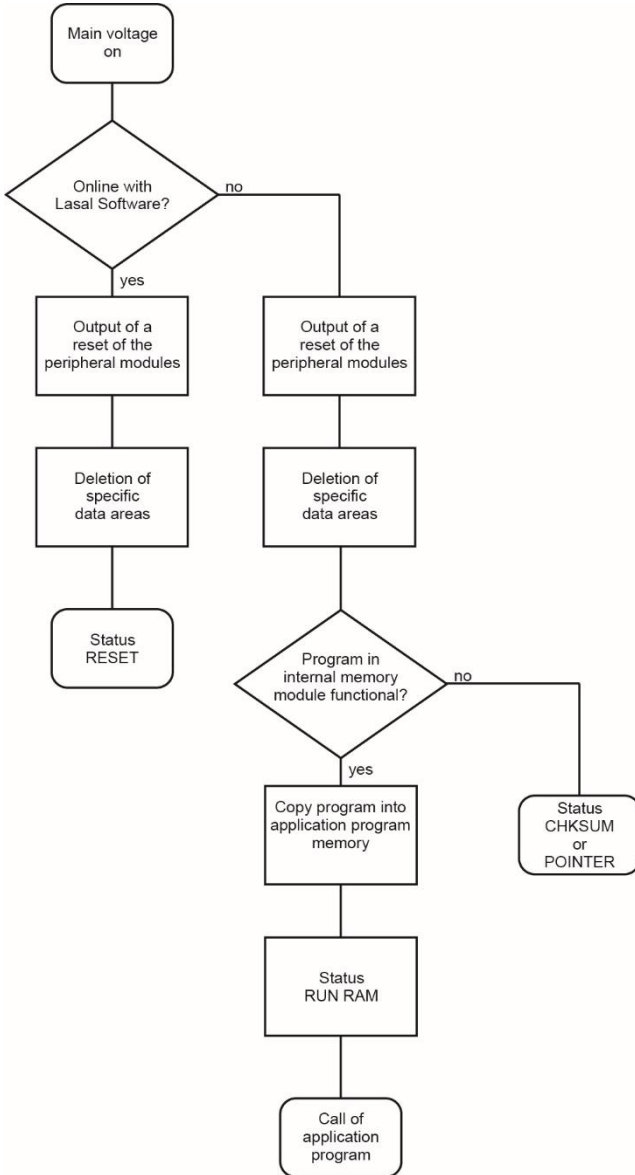 Main voltage
on
Online with
Lasal Software?
no
yes
Output of a
reset of the
peripheral modules
Output of a
reset of the
peripheral modules
Deletion of
specific
data areas
Deletion of
specific
data areas
Status
RESET
Program in
internal memory
module functional?
no
yes
Copy program into
application program
memory
Status
CHKSUM
or
POINTER
Status
RUN RAM
Call of
application
program